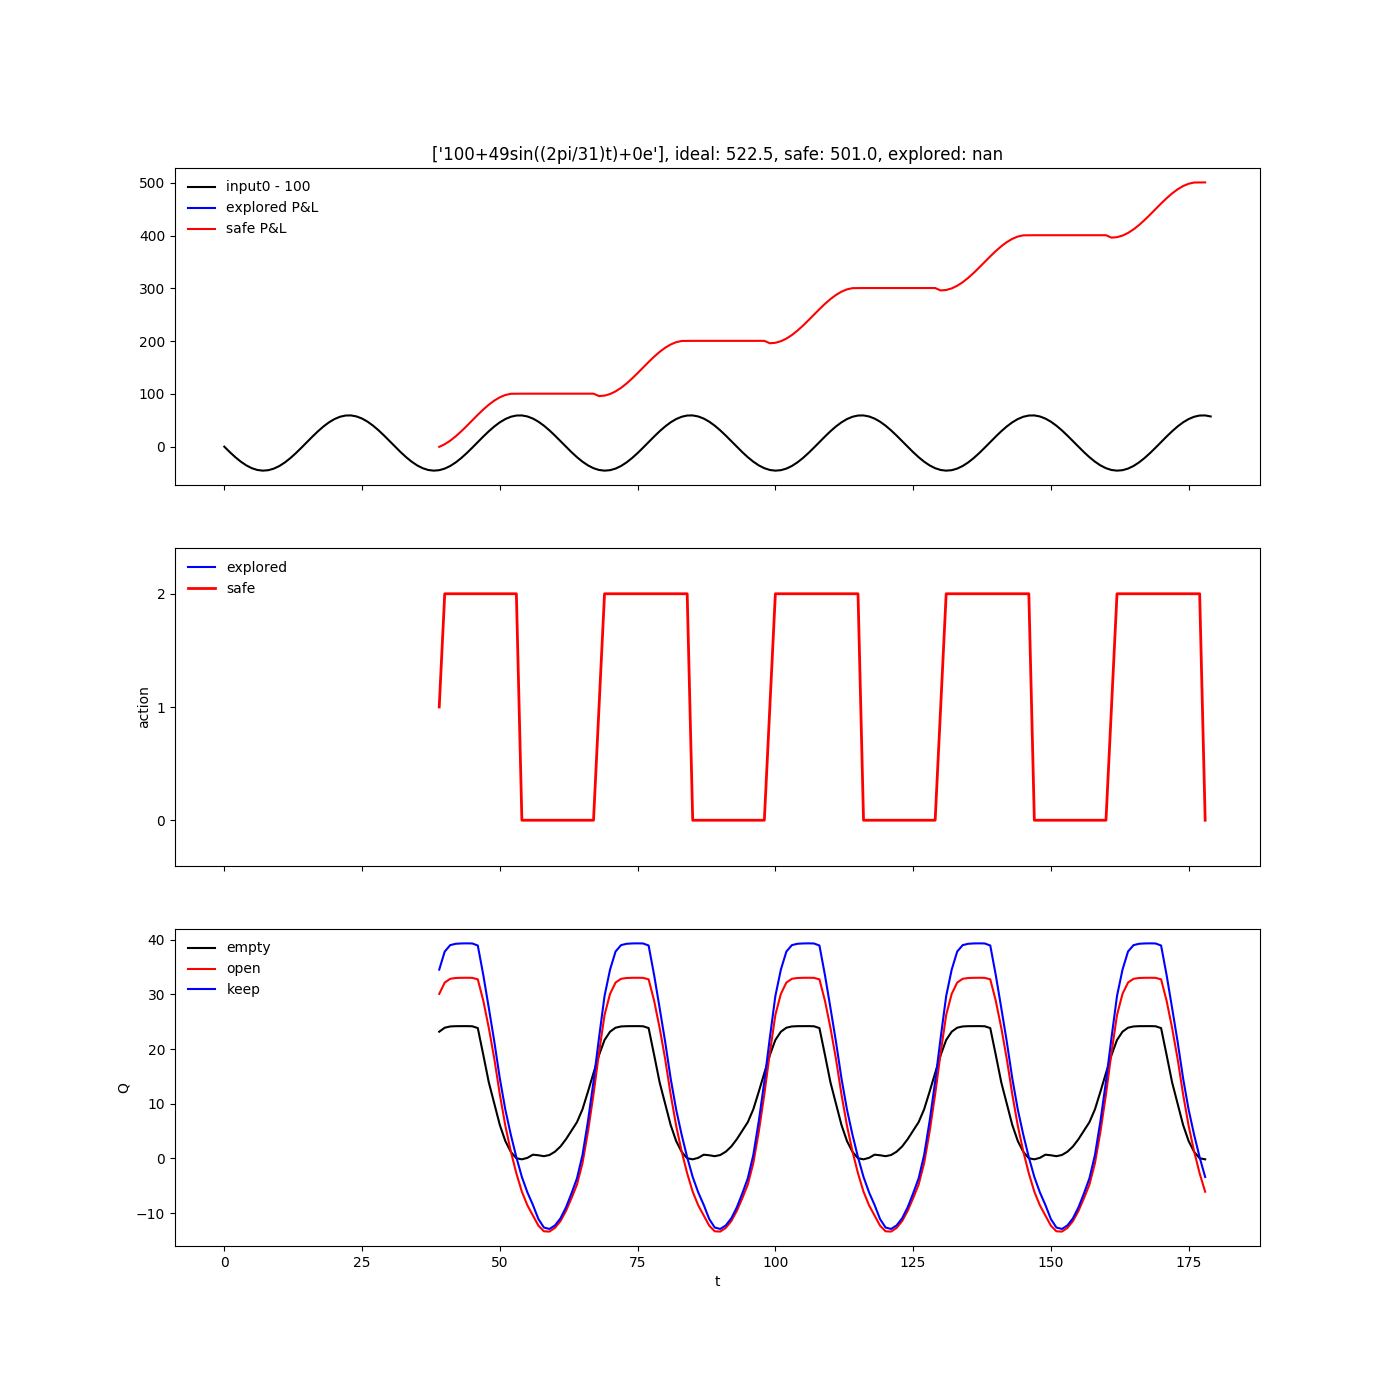 ['100+49sin((2pi/31)t)+0e'], ideal: 522.5, safe: 501.0, explored: nan
500
400
300
200
100
0
input0 - 100
explored P&L
safe P&L
2
1
0
action
explored
safe
40
30
20
10
0
−10
Q
empty
open
keep
0 25 50 75 100 125 150 175
t